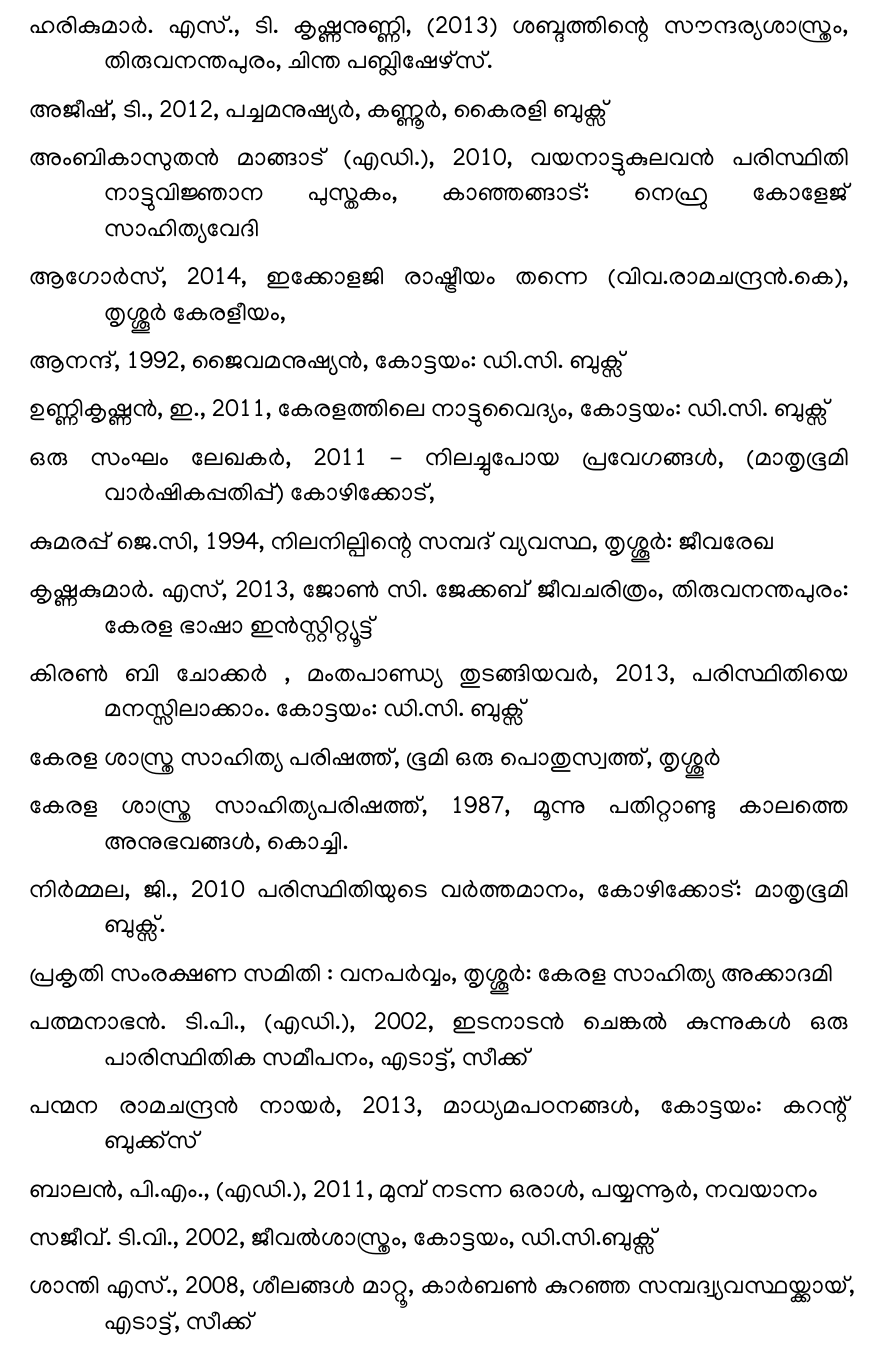 ഹരികുമാർ. എസ്., ടി. കൃഷ്ണനുണ്ണി, (2013) ശബ്ദത്തിന്റെ സൗന്ദര്യശാസ്ത്രം,
തിരുവനന്തപുരം, ചിന്ത പബ്ലിഷേഴ്സ്.
അജീഷ്, ടി., 2012, പച്ചമനുഷ്യർ, കണ്ണൂർ, കൈരളി ബുക്സ്
അംബികാസുതൻ മാങ്ങാട് (എഡി.), 2010, വയനാട്ടുകുലവൻ പരിസ്ഥിതി
നാട്ടുവിജ്ഞാന പുസ്തകം, കാഞ്ഞങ്ങാട്: നെഹ്രു കോളേജ്
സാഹിത്യവേദി
ആഗോർസ്, 2014, ഇക്കോളജി രാഷ്ട്രീയം തന്നെ (വിവ.രാമചന്ദ്രൻ.കെ),
തൃശ്ശൂർ കേരളീയം,
ആനന്ദ്, 1992, ജൈവമനുഷ്യൻ, കോട്ടയം: ഡി.സി. ബുക്സ്
ഉണ്ണികൃഷ്ണൻ, ഇ., 2011, കേരളത്തിലെ നാട്ടുവൈദ്യം, കോട്ടയം: ഡി.സി. ബുക്സ്
ഒരു സംഘം ലേഖകർ, 2011 – നിലച്ചുപോയ പ്രവേഗങ്ങൾ, (മാതൃഭൂമി
വാർഷികപ്പതിപ്പ്) കോഴിക്കോട്,
കുമരപ്പ് ജെ.സി, 1994, നിലനില്പിന്റെ സമ്പദ് വ്യവസ്ഥ, തൃശ്ശൂർ: ജീവരേഖ
കൃഷ്ണകുമാർ. എസ്, 2013, ജോൺ സി. ജേക്കബ് ജീവചരിത്രം, തിരുവനന്തപുരം:
കേരള ഭാഷാ ഇൻസ്റ്റിറ്റ്യൂട്ട്
കിരൺ ബി ചോക്കർ , മംതപാണ്ഡ്യ തുടങ്ങിയവർ, 2013, പരിസ്ഥിതിയെ
മനസ്സിലാക്കാം. കോട്ടയം: ഡി.സി. ബുക്സ്
കേരള ശാസ്ത്ര സാഹിത്യ പരിഷത്ത്, ഭൂമി ഒരു പൊതുസ്വത്ത്, തൃശ്ശൂർ
കേരള ശാസ്ത്ര സാഹിത്യപരിഷത്ത്, 1987, മൂന്നു പതിറ്റാണ്ടു കാലത്തെ
അനുഭവങ്ങൾ, കൊച്ചി.
നിർമ്മല, ജി., 2010 പരിസ്ഥിതിയുടെ വർത്തമാനം, കോഴിക്കോട്: മാതൃഭൂമി
ബുക്സ്.
പ്രകൃതി സംരക്ഷണ സമിതി : വനപർവ്വം, തൃശ്ശൂർ: കേരള സാഹിത്യ അക്കാദമി
പത്മനാഭൻ. ടി.പി., (എഡി.), 2002, ഇടനാടൻ ചെങ്കൽ കുന്നുകൾ ഒരു
പാരിസ്ഥിതിക സമീപനം, എടാട്ട്, സീക്ക്
പന്മന രാമചന്ദ്രൻ നായർ, 2013, മാധ്യമപഠനങ്ങൾ, കോട്ടയം: കറന്റ്
ബുക്ക്സ്
ബാലൻ, പി.എം., (എഡി.), 2011, മുമ്പ് നടന്ന ഒരാൾ, പയ്യന്നൂർ, നവയാനം
സജീവ്. ടി.വി., 2002, ജീവൽശാസ്ത്രം, കോട്ടയം, ഡി.സി.ബുക്സ്
ശാന്തി എസ്., 2008, ശീലങ്ങൾ മാറ്റൂ, കാർബൺ കുറഞ്ഞ സമ്പദ്വ്യവസ്ഥയ്ക്കായ്,
എടാട്ട്, സീക്ക്